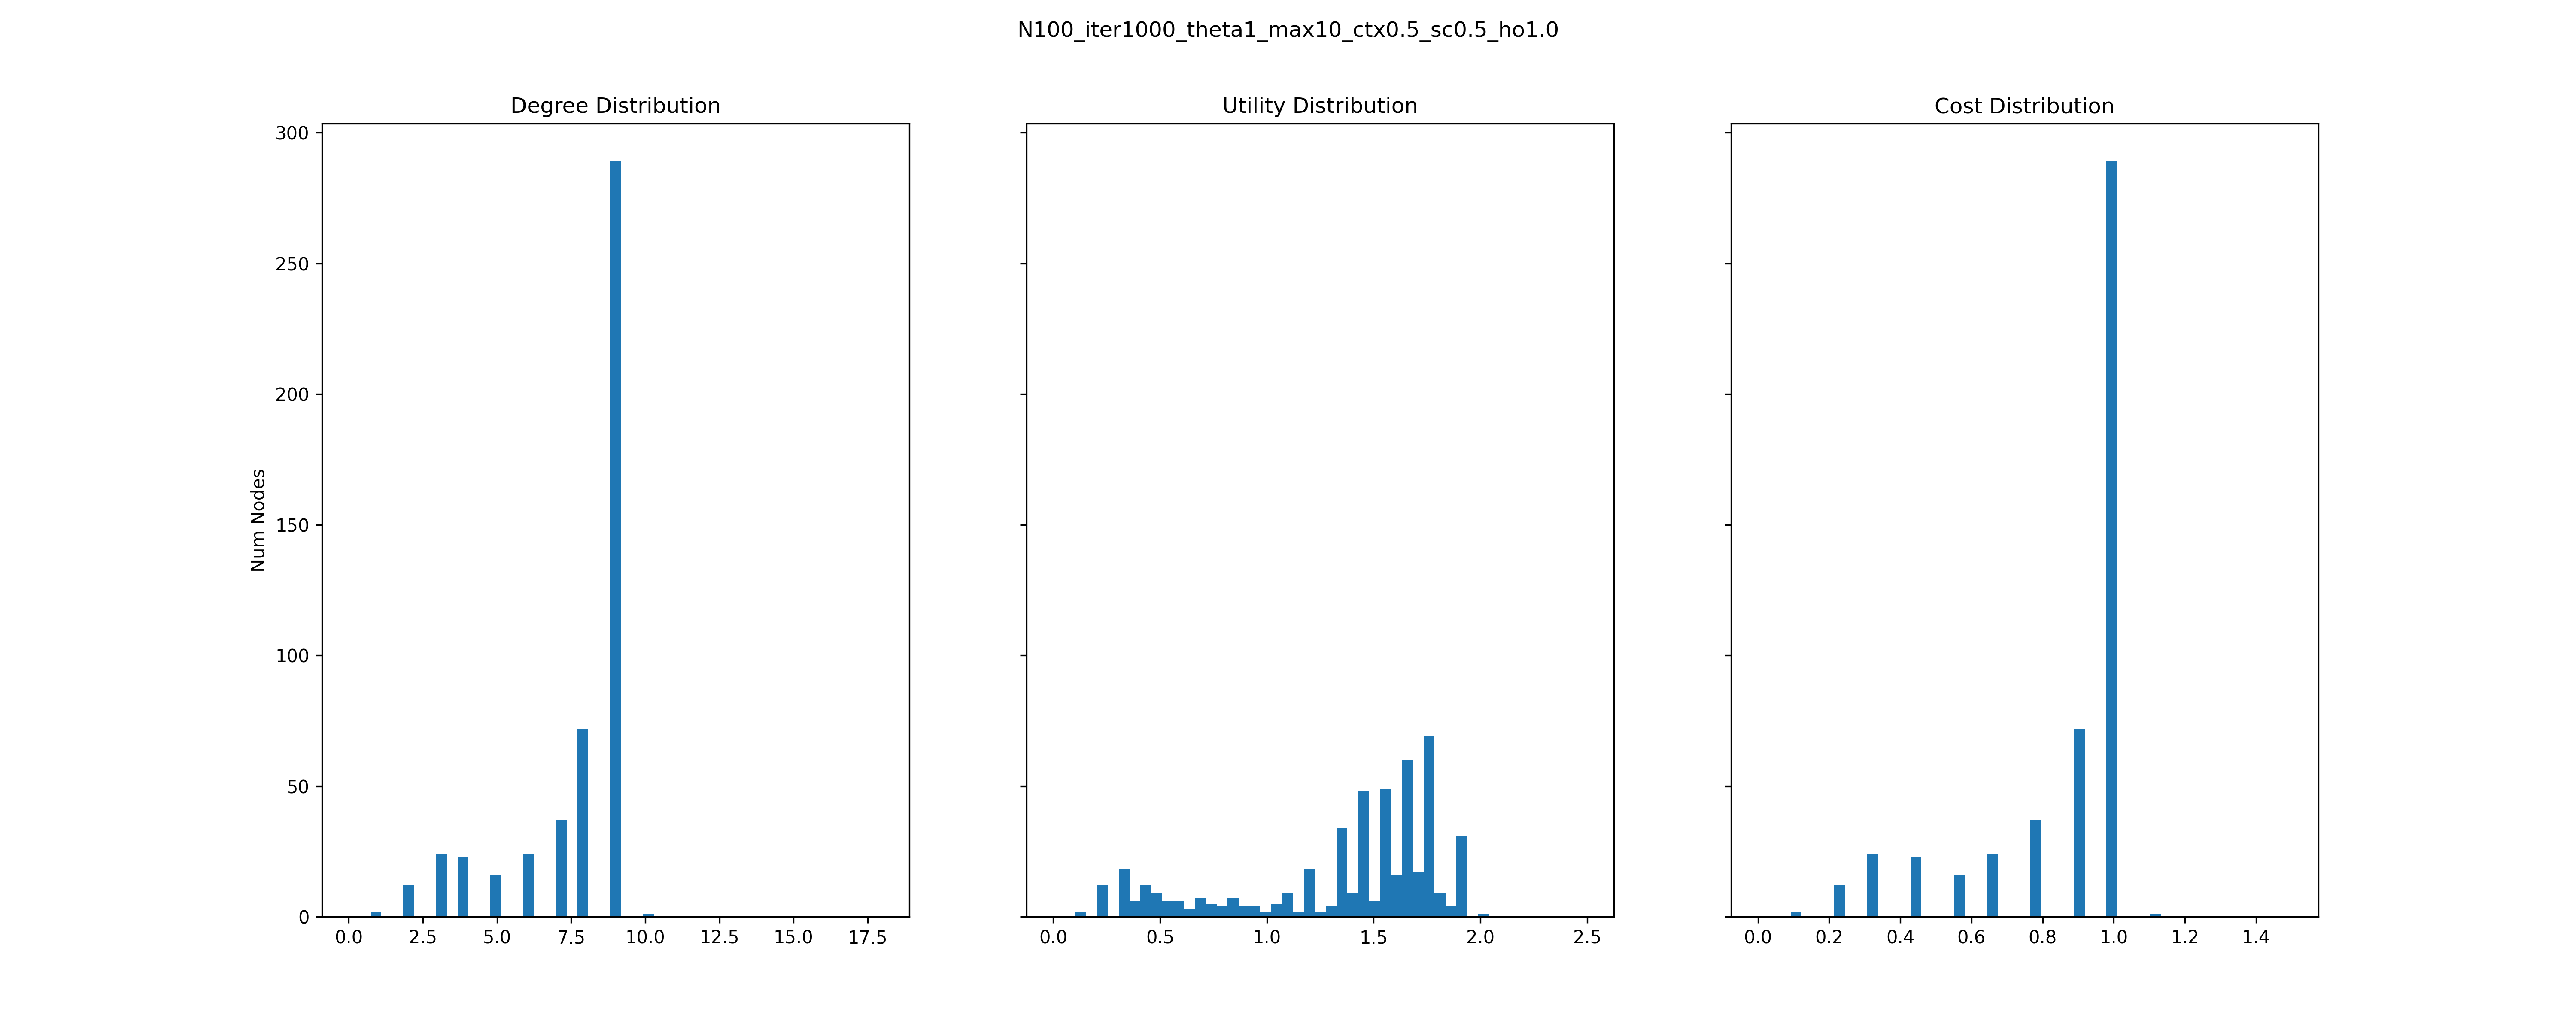 N100_iter1000_theta1_max10_ctx0.5_sc0.5_ho1.0
Degree Distribution
Utility Distribution
Cost Distribution
Num Nodes
300
250
200
150
100
50
0
0.0 2.5 5.0 7.5 10.0 12.5 15.0 17.5
0.0 0.5 1.0 1.5 2.0 2.5
0.0 0.2 0.4 0.6 0.8 1.0 1.2 1.4